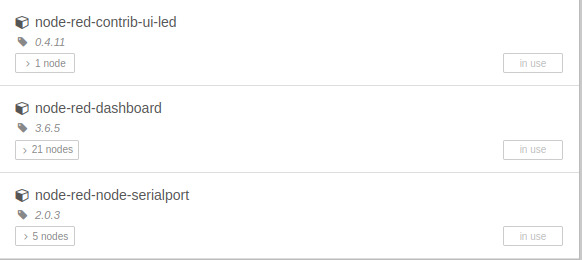 node-red-contrib-ui-led
0.4.11
> 1 node
in use
node-red-dashboard
3.6.5
> 21 nodes
in use
node-red-node-serialport
2.0.3
> 5 nodes
in use